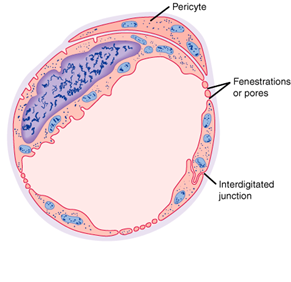 Pericyte
Fenestrations
or pores
Interdigitated
junction